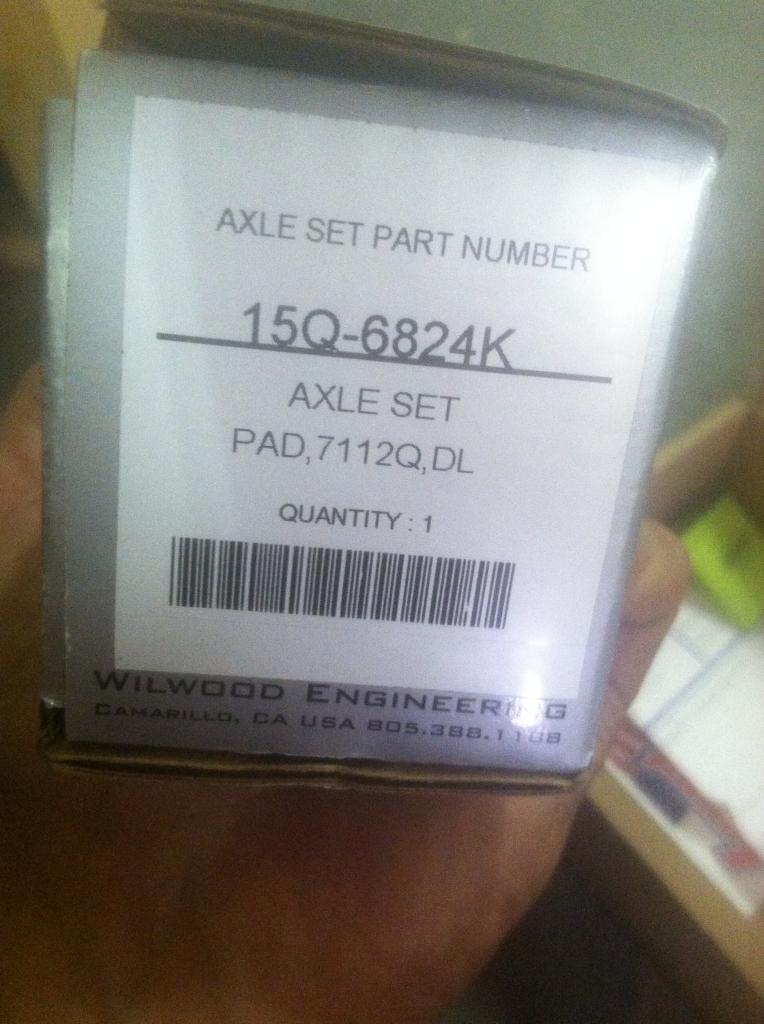 AXLE SET PART NUMBER
15Q-6824K
AXLE SET
PAD,7112Q,DL
QUANTITY : 1
WILWOOD ENGINEERING
CAMARILLO, CA USA 805.388.1188